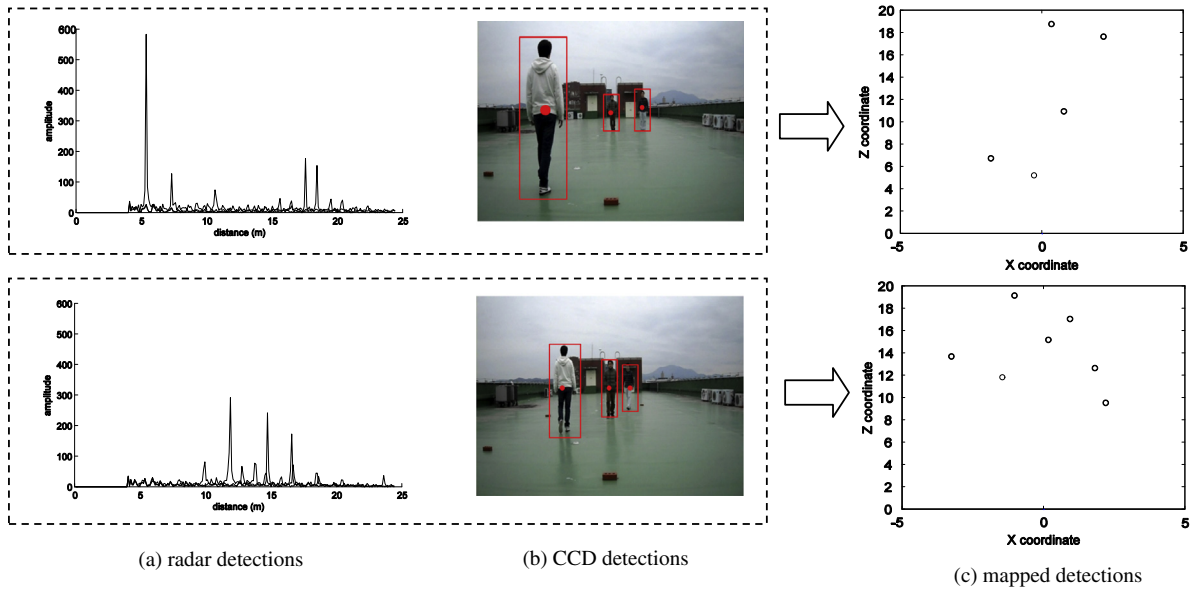 600
500
400
300
200
100
0
amplitude
0 5 10 15 20 25
distance (m)
20
18
16
14
12
10
8
6
4
2
0
Z coordinate
-5 0 5
X coordinate
600
500
400
300
200
100
0
amplitude
0 5 10 15 20 25
distance (m)
20
18
16
14
12
10
8
6
4
2
0
Z coordinate
-5 0 5
X coordinate
(a) radar detections
(b) CCD detections
(c) mapped detections